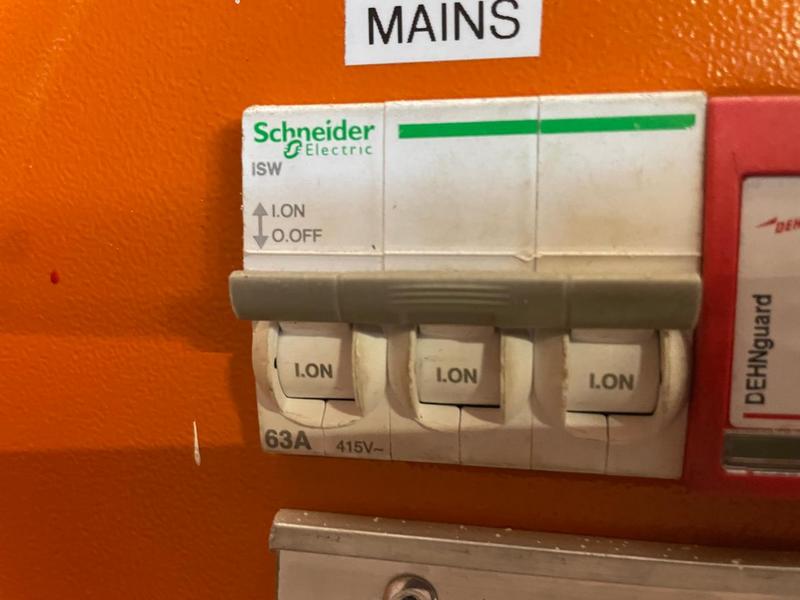 MAINS
Schneider
Electric
iSW
I.ON
O.OFF
I.ON
I.ON
I.ON
63A
415V~
DEHNguard